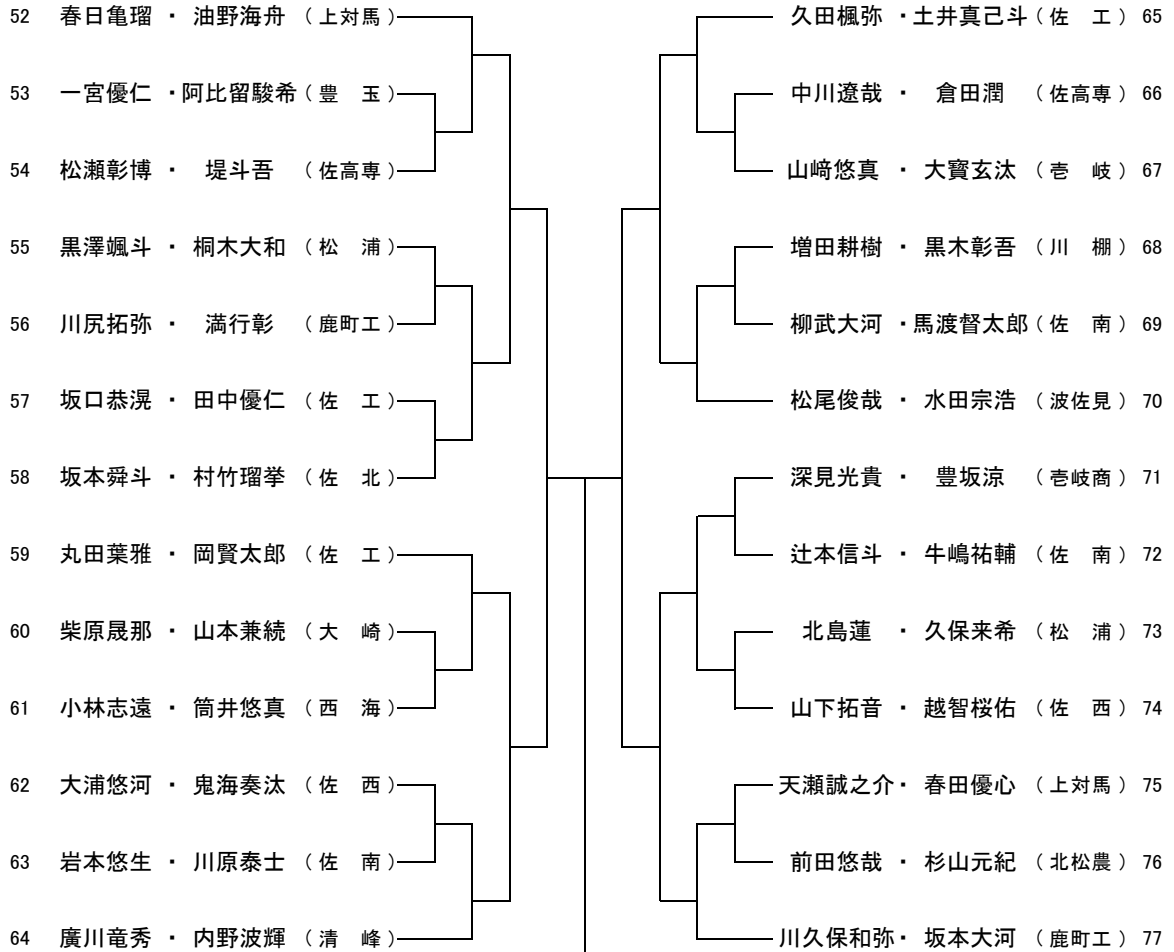 52 春日亀瑠 ・ 油野海舟 （上対馬）
53 一宮優仁 ・阿比留駿希（豊　玉）
54 松瀬彰博 ・ 堤斗吾 （佐高専）
55 黒澤颯斗 ・ 桐木大和 （松　浦）
56 川尻拓弥 ・ 満行彰 （鹿町工）
57 坂口恭滉 ・ 田中優仁 （佐　工）
58 坂本舜斗 ・ 村竹瑠挙 （佐　北）
59 丸田葉雅 ・ 岡賢太郎 （佐　工）
60 柴原晟那 ・ 山本兼続 （大　崎）
61 小林志遠 ・ 筒井悠真 （西　海）
62 大浦悠河 ・ 鬼海奏汰 （佐　西）
63 岩本悠生 ・ 川原泰士 （佐　南）
64 廣川竜秀 ・ 内野波輝 （清　峰）
久田楓弥 ・土井真己斗（佐　工）65
中川遼哉 ・ 倉田潤 （佐高専）66
山﨑悠真 ・ 大寳玄汰 （壱　岐）67
増田耕樹 ・ 黒木彰吾 （川　棚）68
柳武大河 ・馬渡督太郎（佐　南）69
松尾俊哉 ・ 水田宗浩 （波佐見）70
深見光貴 ・ 豊坂涼 （壱岐商）71
辻本信斗 ・ 牛嶋祐輔 （佐　南）72
北島蓮 ・ 久保来希 （松　浦）73
山下拓音 ・ 越智桜佑 （佐　西）74
天瀬誠之介・ 春田優心 （上対馬）75
前田悠哉 ・ 杉山元紀 （北松農）76
川久保和弥・ 坂本大河 （鹿町工）77